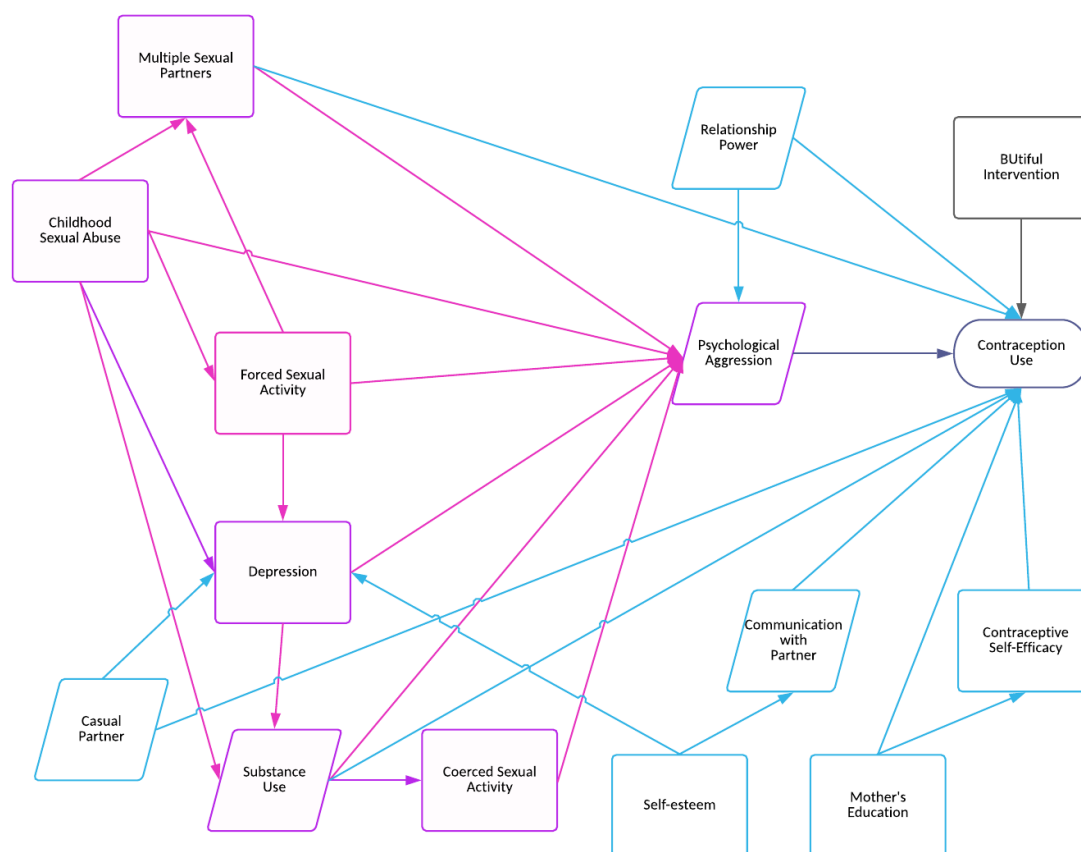 Multiple Sexual
Partners
Relationship
Power
BUtiful
Intervention
Childhood
Sexual Abuse
Psychological
Aggression
Contraception
Use
Forced Sexual
Activity
Depression
Communication
with
Partner
Contraceptive
Self-Efficacy
Casual
Partner
Substance
Use
Coerced Sexual
Activity
Self-esteem
Mother's
Education